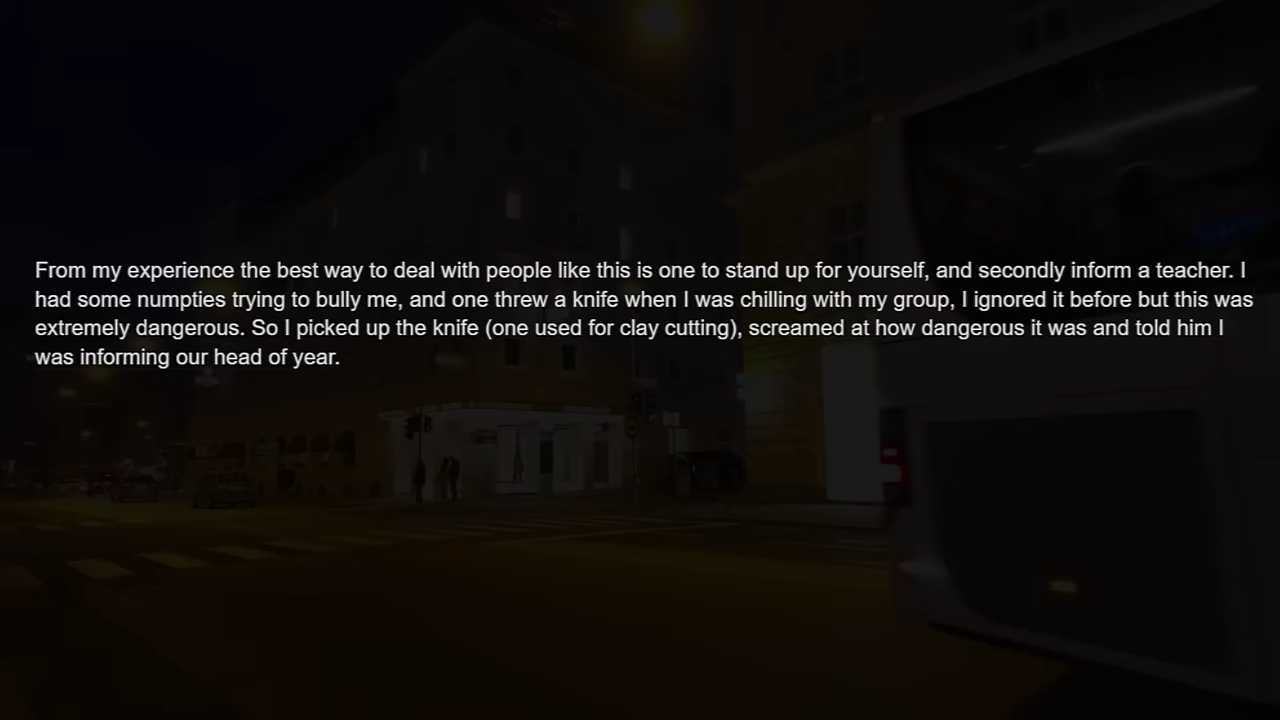 From my experience the best way to deal with people like this is one to stand up for yourself, and secondly inform a teacher. I
had some numpties trying to bully me, and one threw a knife when I was chilling with my group, I ignored it before but this was
extremely dangerous. So I picked up the knife (one used for clay cutting), screamed at how dangerous it was and told him I
was informing our head of year.